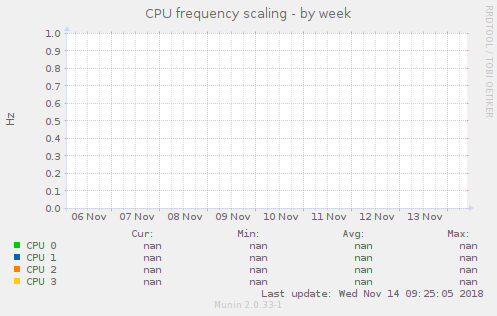 CPU frequency scaling - by week
RRDTOOL / TOBI OETIKER
Hz
1.0
0.9
0.8
0.7
0.6
0.5
0.4
0.3
0.2
0.1
0.0
06 Nov 07 Nov 08 Nov 09 Nov 10 Nov 11 Nov 12 Nov 13 Nov
Cur: Min: Avg: Max:
CPU 0 nan nan nan nan
CPU 1 nan nan nan nan
CPU 2 nan nan nan nan
CPU 3 nan nan nan nan
Last update: Wed Nov 14 09:25:05 2018
Munin 2.0.33-1